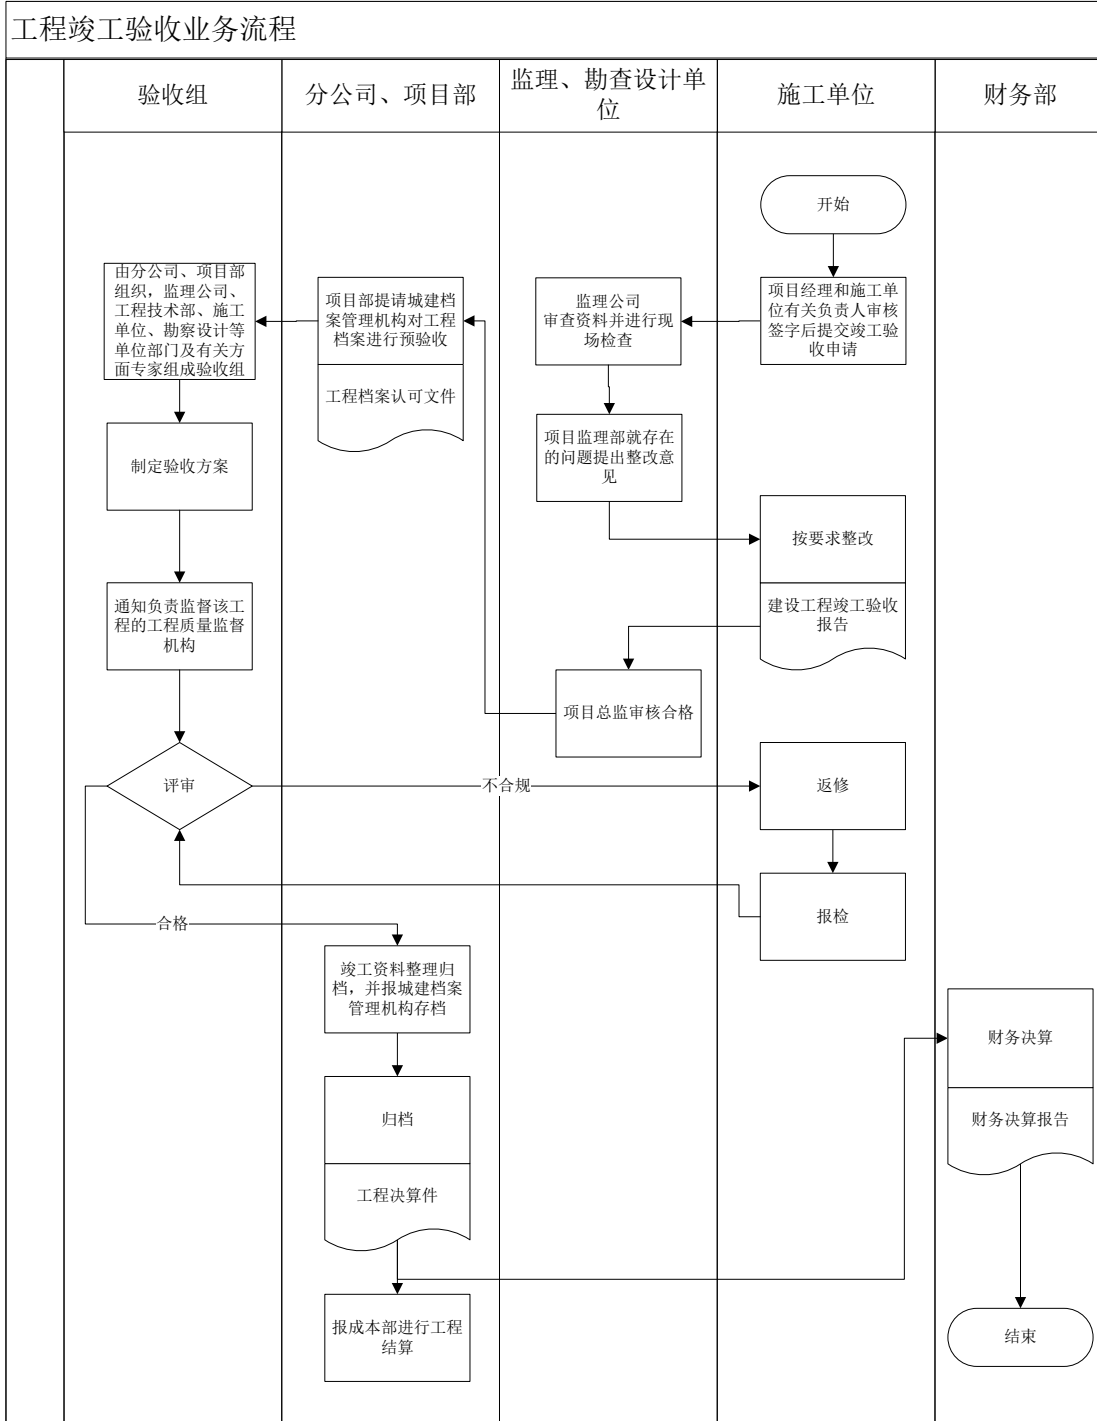 工程竣工验收业务流程
验收组
分公司、项目部
监理、勘查设计单
位
施工单位
财务部
开始
由分公司、项目部
组织，监理公司、
工程技术部、施工
单位、勘察设计等
单位部门及有关方
面专家组成验收组
项目部提请城建档
案管理机构对工程
档案进行预验收
工程档案认可文件
监理公司
审查资料并进行现
场检查
项目经理和施工单
位有关负责人审核
签字后提交竣工验
收申请
制定验收方案
项目监理部就存在
的问题提出整改意
见
按要求整改
建设工程竣工验收
报告
通知负责监督该工
程的工程质量监督
机构
项目总监审核合格
评审
不合规
返修
合格
报检
竣工资料整理归
档，并报城建档案
管理机构存档
财务决算
财务决算报告
归档
工程决算件
报成本部进行工程
结算
结束